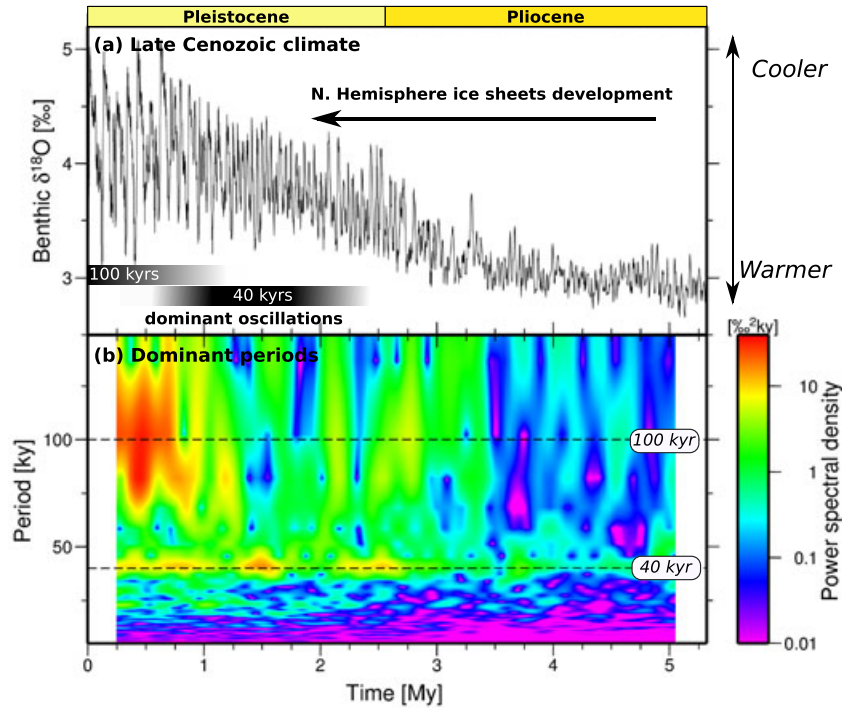 Pleistocene
Pliocene
(a) Late Cenozoic climate
N. Hemisphere ice sheets development
Benthic δ¹⁸O [‰]
5
4
3
Cooler
Warmer
100 kyrs
40 kyrs
dominant oscillations
(b) Dominant periods
[‰²ky]
Period [ky]
100
50
100 kyr
40 kyr
10
1
0.1
0.01
Power spectral density
0
1
2
3
4
5
Time [My]